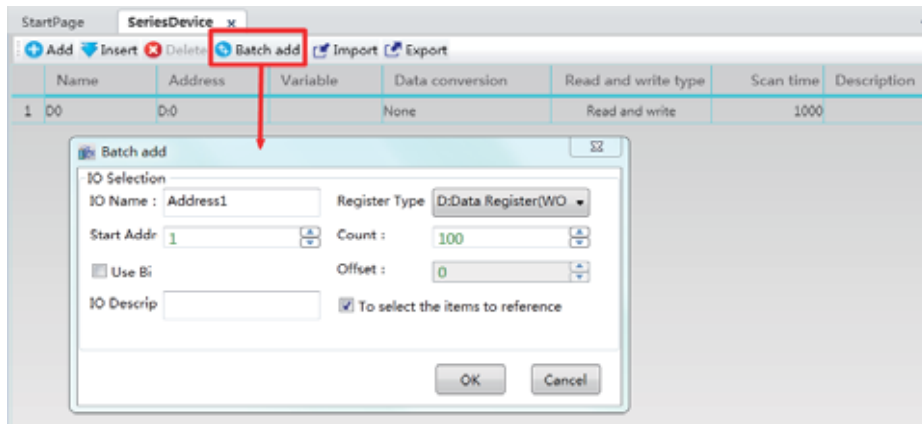 StartPage SeriesDevice x
Add Insert Delete Batch add Import Export
Name Address Variable Data conversion Read and write type Scan time Description
1 D0 D:0 None Read and write 1000
Batch add
IO Selection
IO Name : Address1 Register Type D:Data Register(WO
Start Addr 1 Count : 100
Use Bi Offset : 0
IO Descrip To select the items to reference
OK Cancel